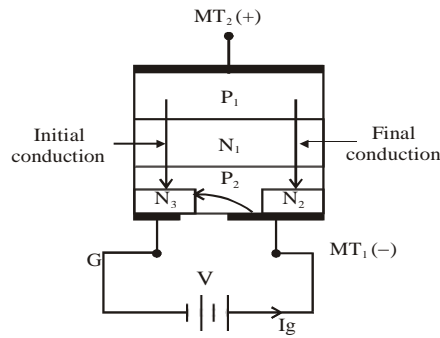 MT₂(+)
P₁
Initial
conduction
N₁
Final
conduction
P₂
N₃
N₂
G
MT₁(−)
V
Ig